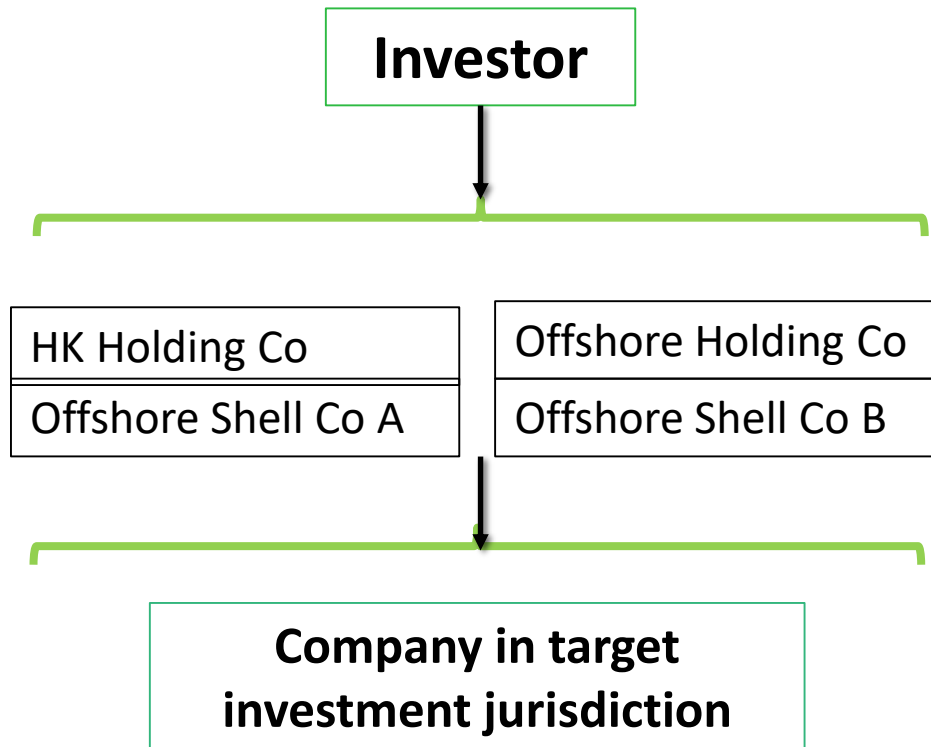 Investor
HK Holding Co
Offshore Shell Co A
Offshore Holding Co
Offshore Shell Co B
Company in target
investment jurisdiction